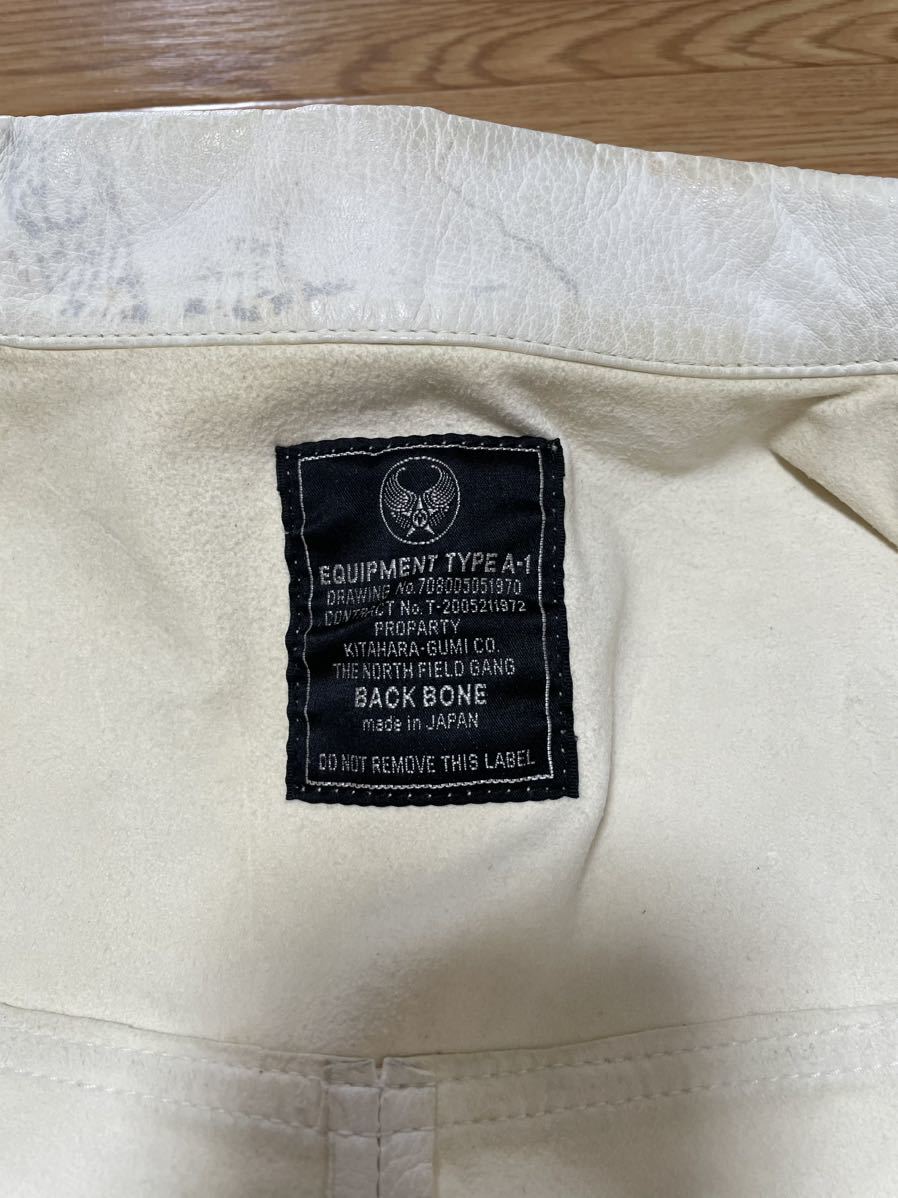 EQUIPMENT TYPE A-1
DRAWING No.708005051970
CONTRACT No.T-2005211972
PROPARTY
KITAHARA-GUMI CO.
THE NORTH FIELD GANG
BACK BONE
made in JAPAN
DO NOT REMOVE THIS LABEL